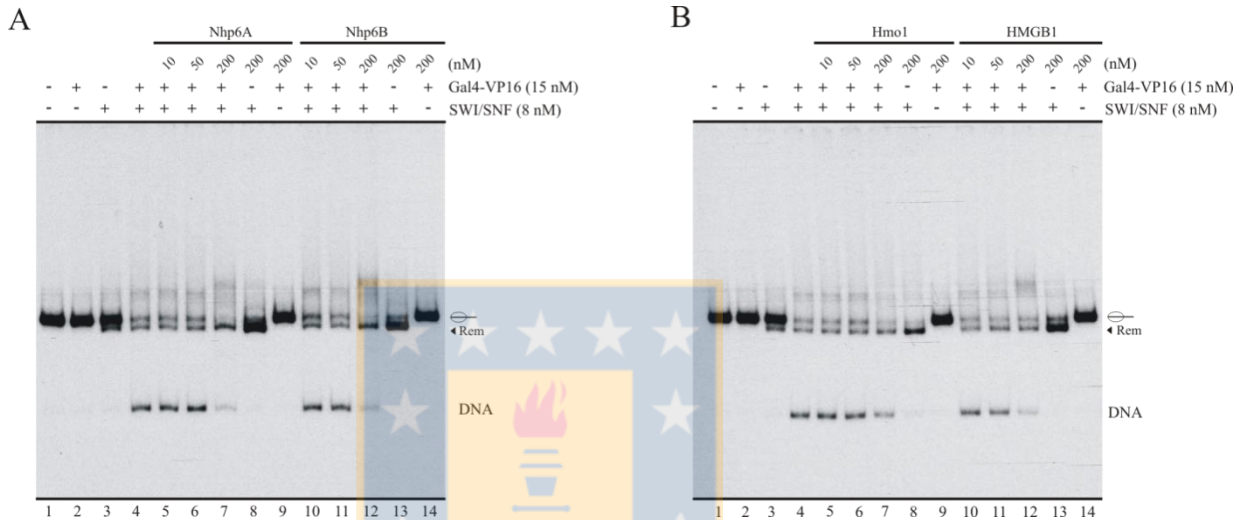 A
Nhp6A Nhp6B
10 50 200 200 200 10 50 200 200 200 (nM)
- + - + + + + - + + + + - + Gal4-VP16 (15 nM)
- - + + + + + + - + + + + - SWI/SNF (8 nM)
Rem
DNA
1 2 3 4 5 6 7 8 9 10 11 12 13 14
B
Hmo1 HMGB1
10 50 200 200 200 10 50 200 200 200 (nM)
- + - + + + + - + + + + - + Gal4-VP16 (15 nM)
- - + + + + + + - + + + + - SWI/SNF (8 nM)
Rem
DNA
1 2 3 4 5 6 7 8 9 10 11 12 13 14